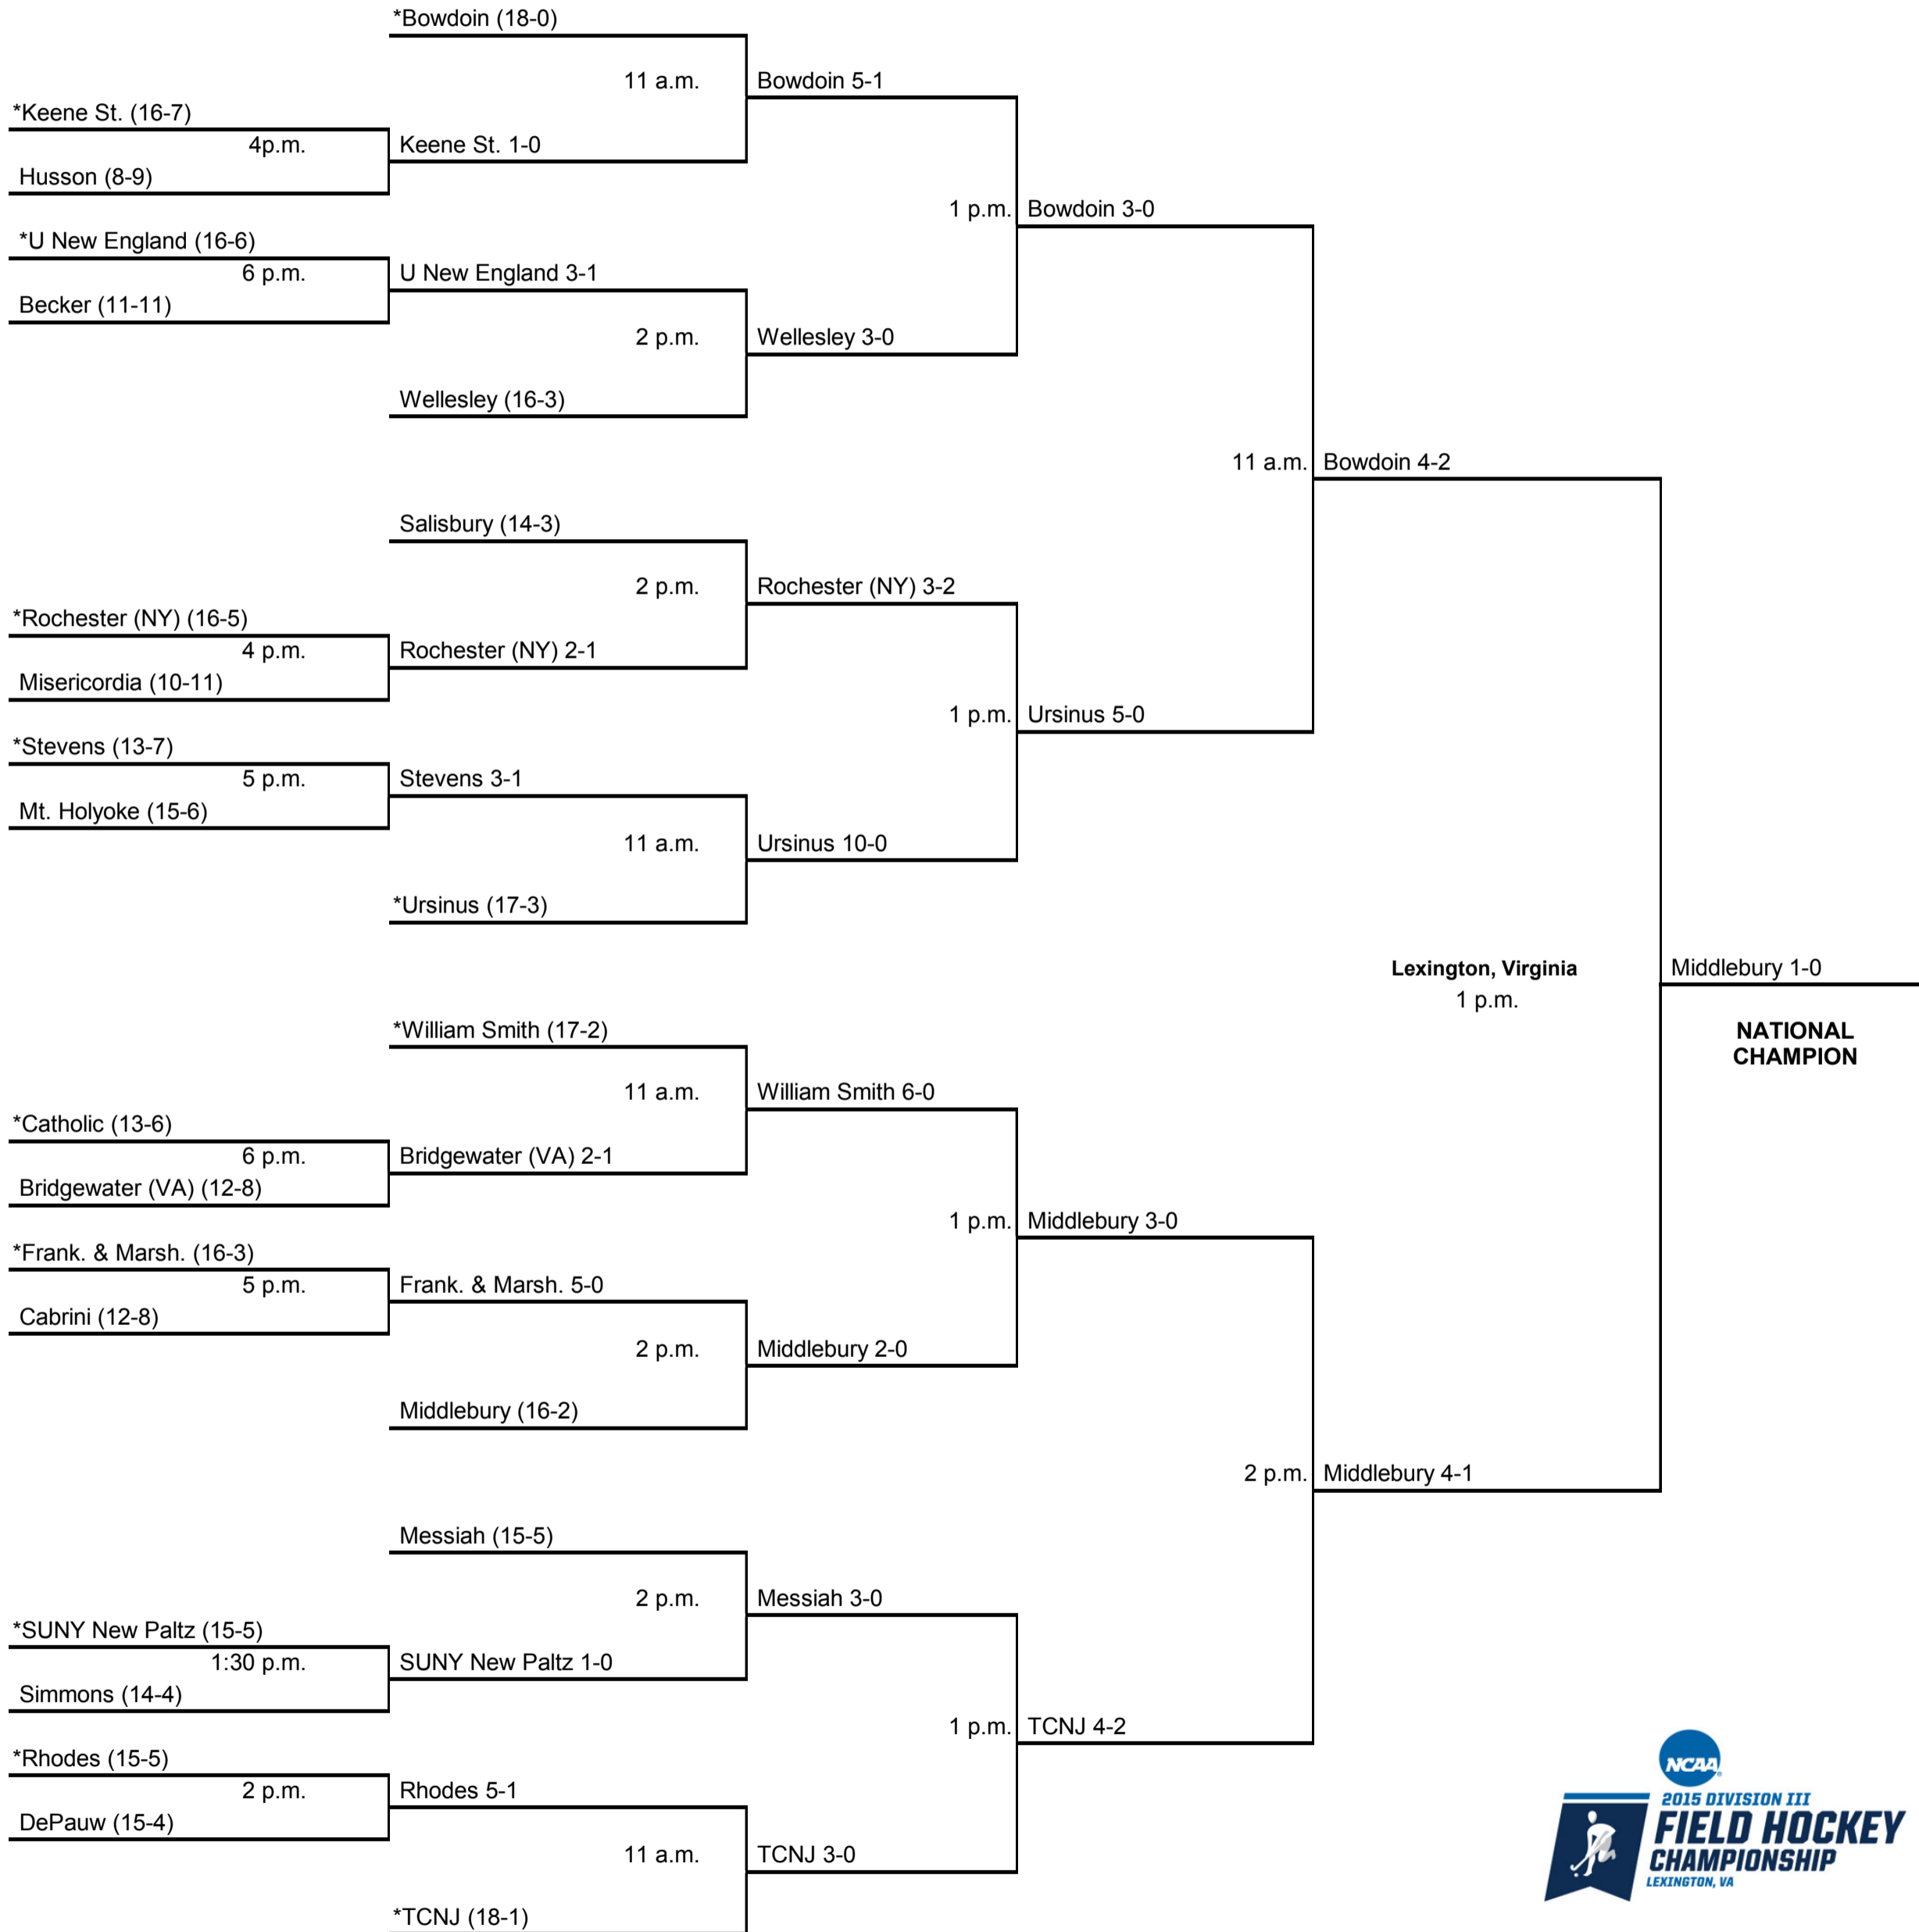 *Bowdoin (18-0)
11 a.m.
Bowdoin 5-1
*Keene St. (16-7)
4p.m.
Keene St. 1-0
Husson (8-9)
1 p.m.
Bowdoin 3-0
*U New England (16-6)
6 p.m.
U New England 3-1
Becker (11-11)
2 p.m.
Wellesley 3-0
Wellesley (16-3)
11 a.m.
Bowdoin 4-2
Salisbury (14-3)
2 p.m.
Rochester (NY) 3-2
*Rochester (NY) (16-5)
4 p.m.
Rochester (NY) 2-1
Misericordia (10-11)
1 p.m.
Ursinus 5-0
*Stevens (13-7)
5 p.m.
Stevens 3-1
Mt. Holyoke (15-6)
11 a.m.
Ursinus 10-0
*Ursinus (17-3)
Lexington, Virginia
1 p.m.
Middlebury 1-0
NATIONAL
CHAMPION
*William Smith (17-2)
11 a.m.
William Smith 6-0
*Catholic (13-6)
6 p.m.
Bridgewater (VA) 2-1
Bridgewater (VA) (12-8)
1 p.m.
Middlebury 3-0
*Frank. & Marsh. (16-3)
5 p.m.
Frank. & Marsh. 5-0
Cabrini (12-8)
2 p.m.
Middlebury 2-0
Middlebury (16-2)
2 p.m.
Middlebury 4-1
Messiah (15-5)
2 p.m.
Messiah 3-0
*SUNY New Paltz (15-5)
1:30 p.m.
SUNY New Paltz 1-0
Simmons (14-4)
1 p.m.
TCNJ 4-2
*Rhodes (15-5)
2 p.m.
Rhodes 5-1
DePauw (15-4)
11 a.m.
TCNJ 3-0
*TCNJ (18-1)
NCAA
2015 DIVISION III
FIELD HOCKEY
CHAMPIONSHIP
LEXINGTON, VA